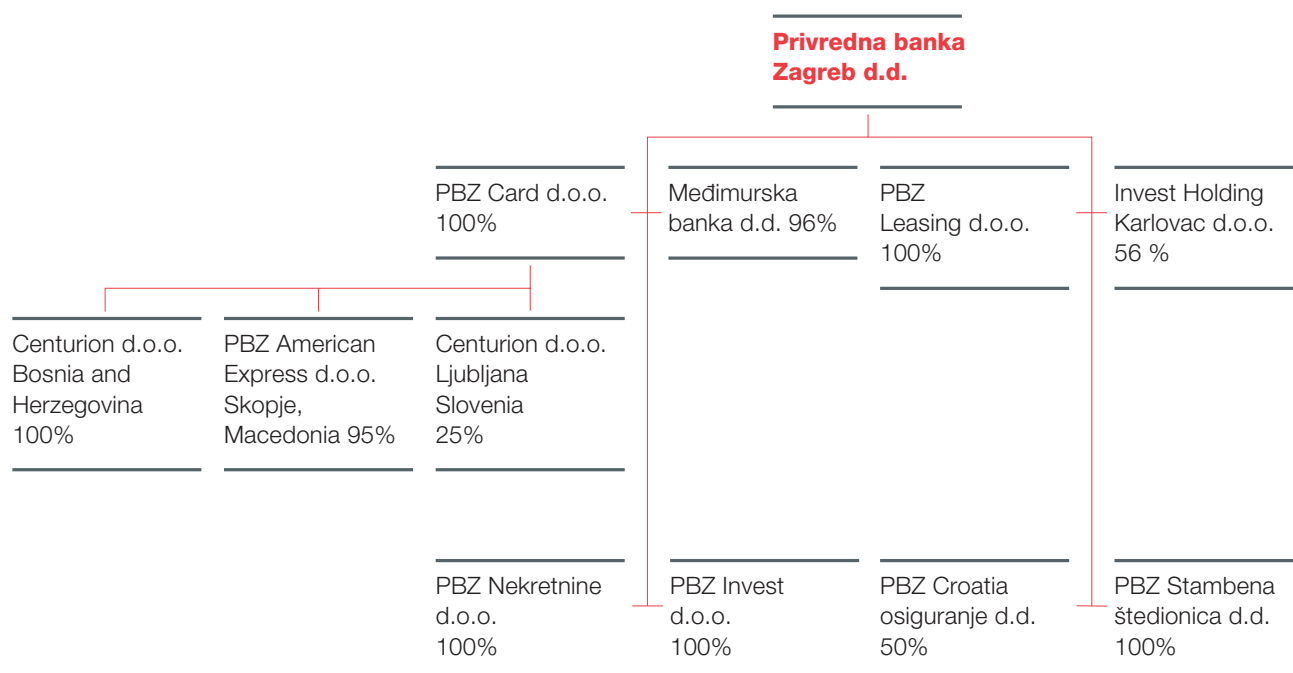 Privredna banka
Zagreb d.d.
PBZ Card d.o.o.
100%
Međimurska
banka d.d. 96%
PBZ
Leasing d.o.o.
100%
Invest Holding
Karlovac d.o.o.
56 %
Centurion d.o.o.
Bosnia and
Herzegovina
100%
PBZ American
Express d.o.o.
Skopje,
Macedonia 95%
Centurion d.o.o.
Ljubljana
Slovenia
25%
PBZ Nekretnine
d.o.o.
100%
PBZ Invest
d.o.o.
100%
PBZ Croatia
osiguranje d.d.
50%
PBZ Stambena
štedionica d.d.
100%